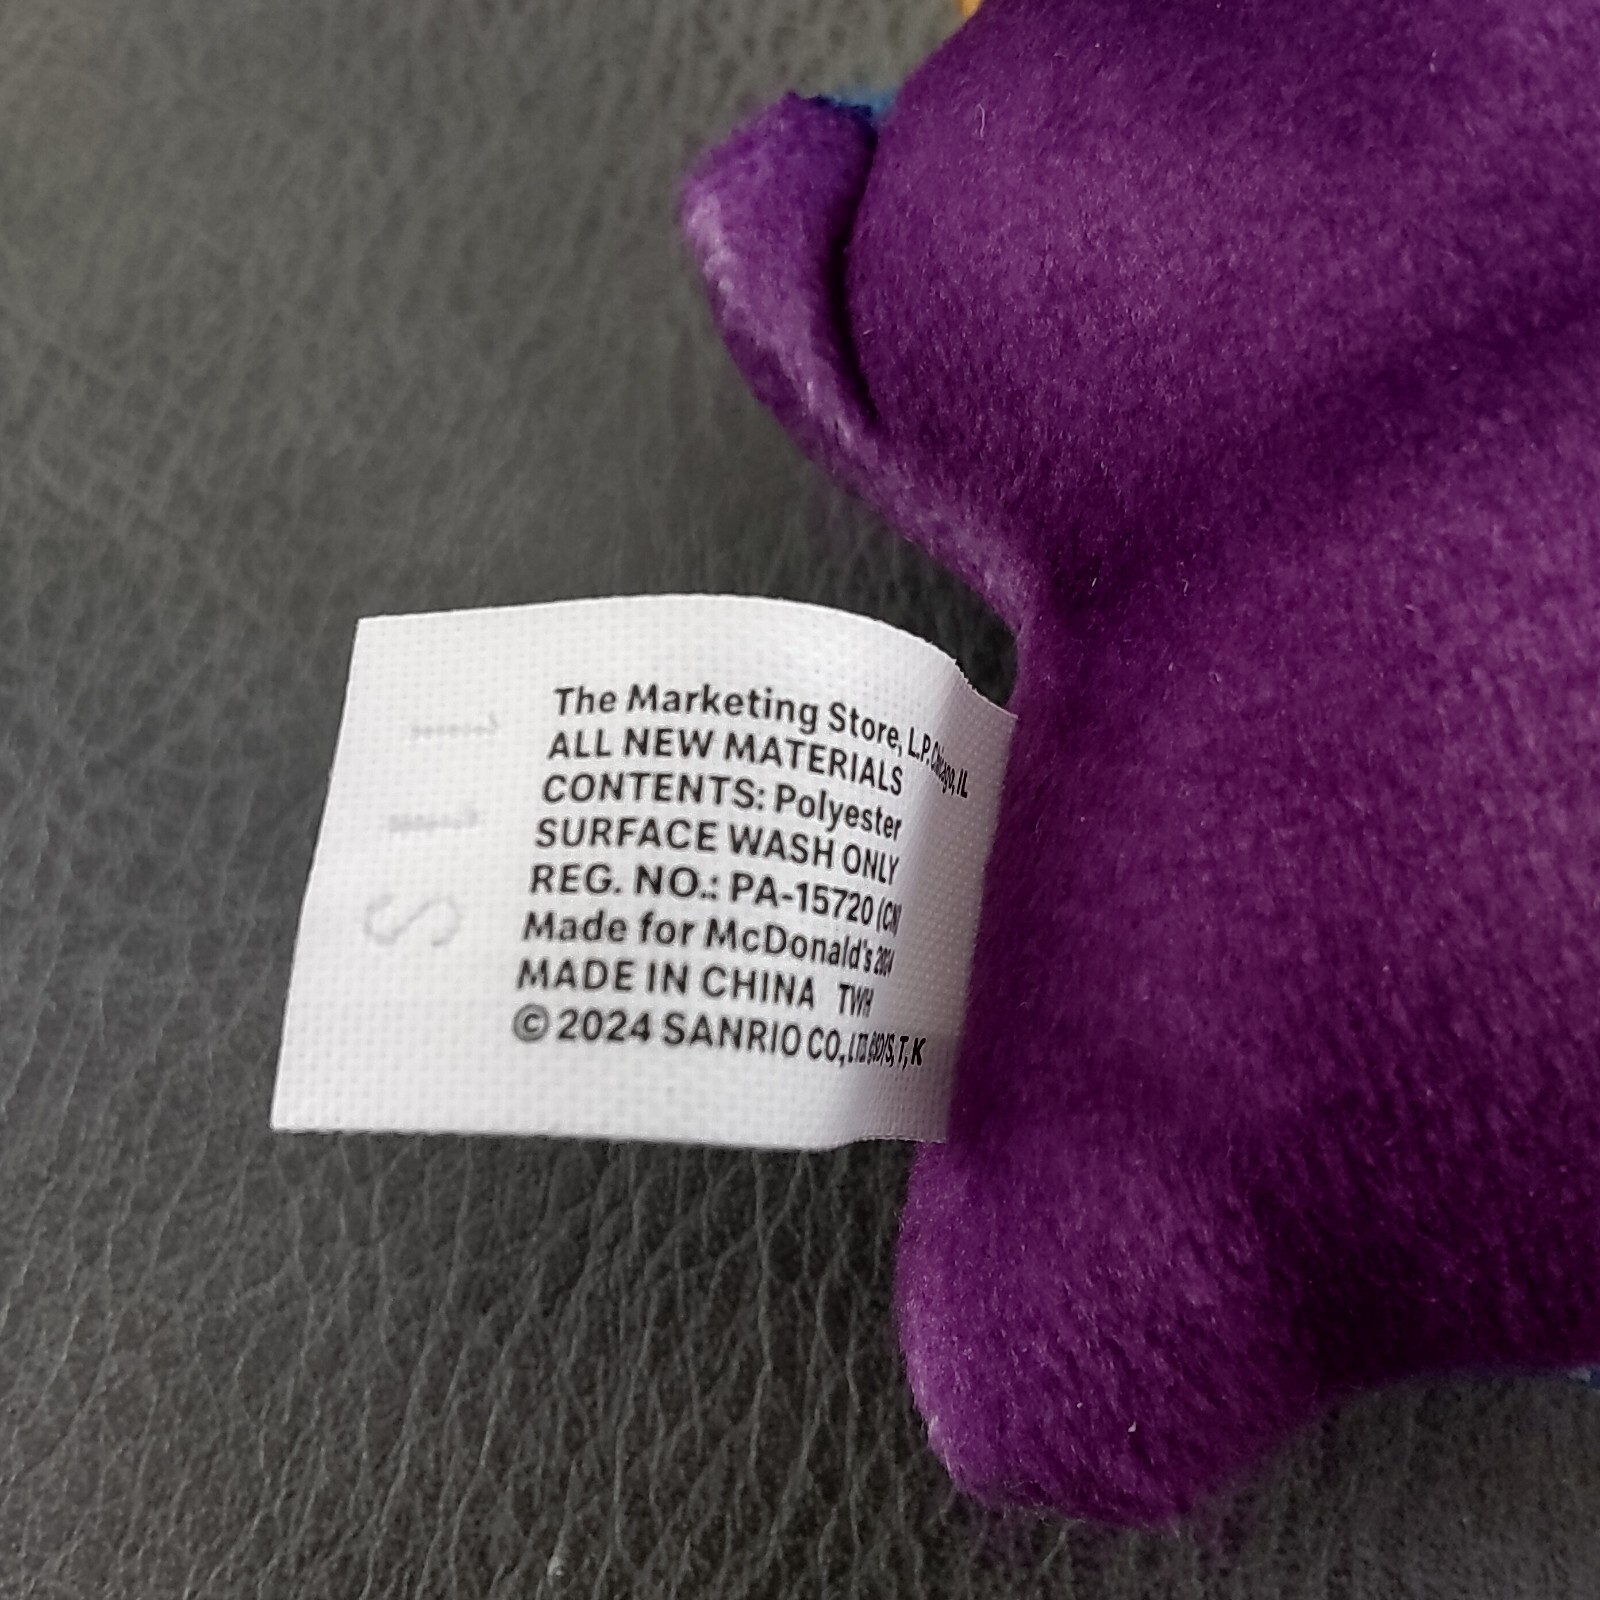 The Marketing Store, L.P. Chicago, IL
ALL NEW MATERIALS
CONTENTS: Polyester
SURFACE WASH ONLY
REG. NO.: PA-15720 (CN)
Made for McDonald's 2024
MADE IN CHINA TWH
© 2024 SANRIO CO., LTD. S, T, K